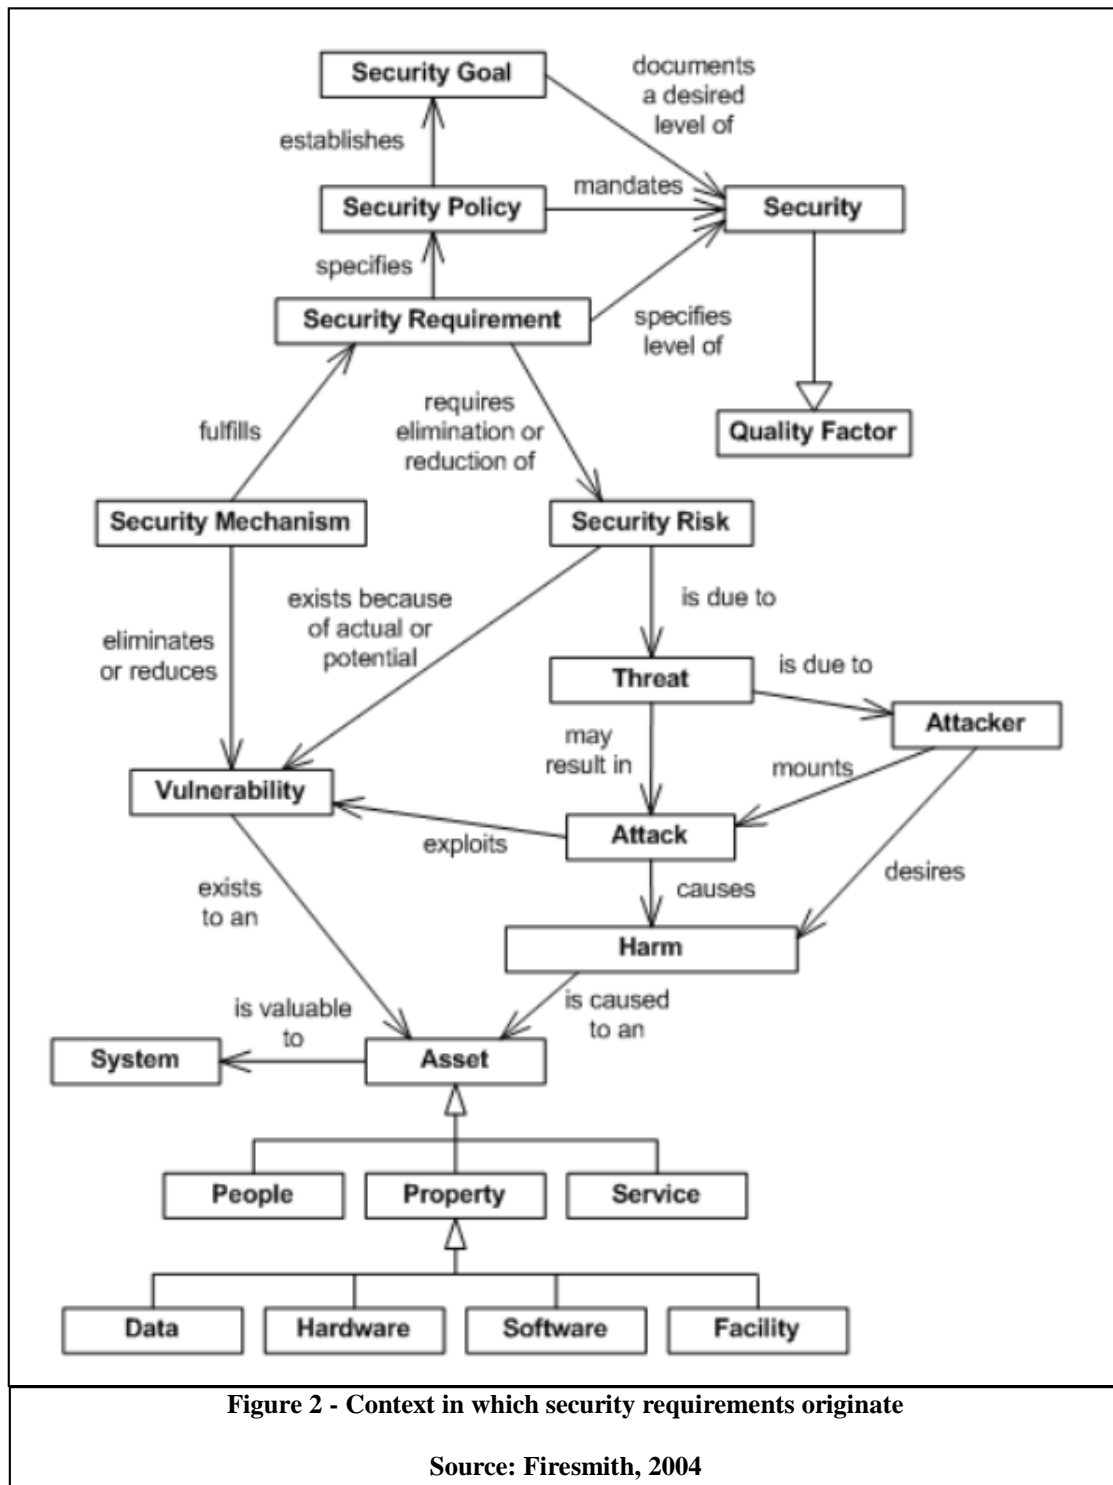 Security Goal
documents
a desired
level of
establishes
Security Policy
mandates
Security
specifies
Security Requirement
specifies
level of
requires
elimination or
reduction of
fulfills
Quality Factor
Security Mechanism
Security Risk
exists because
of actual or
potential
is due to
eliminates
or reduces
Threat
is due to
Attacker
may
result in
mounts
Vulnerability
exploits
Attack
desires
causes
exists
to an
Harm
is caused
to an
is valuable
to
System
Asset
People
Property
Service
Data
Hardware
Software
Facility
Figure 2 - Context in which security requirements originate
Source: Firesmith, 2004